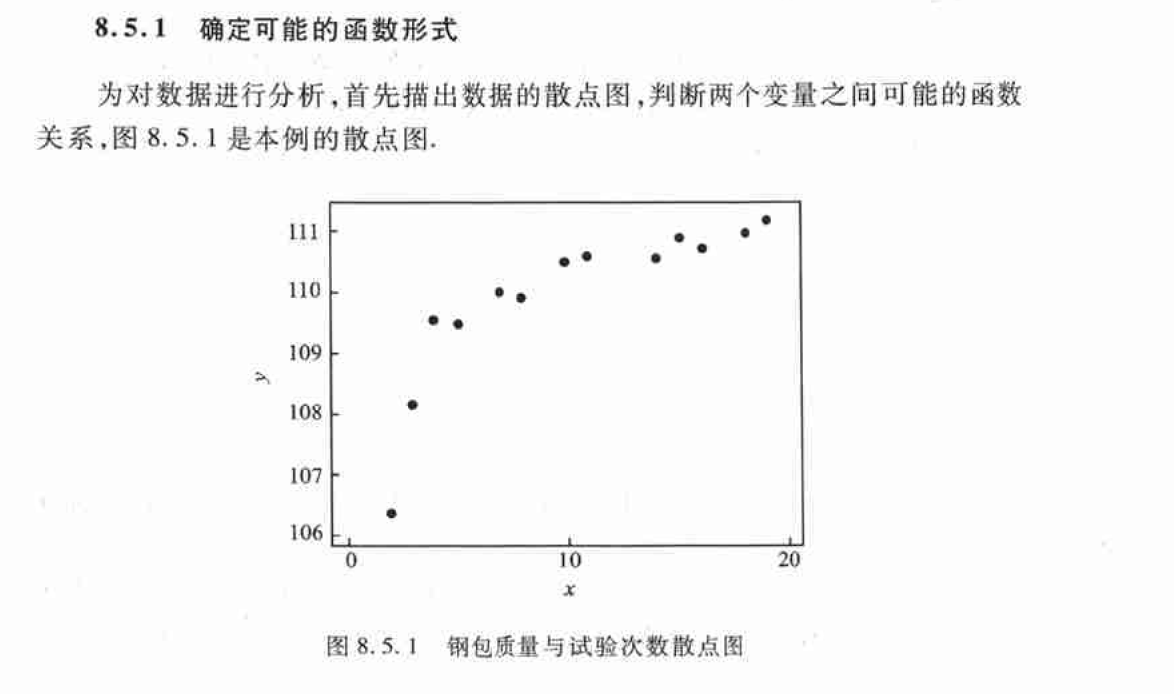 8.5.1 确定可能的函数形式
为对数据进行分析,首先描出数据的散点图,判断两个变量之间可能的函数
关系,图 8.5.1 是本例的散点图.
111
110
109
y
108
107
106
0 10 20
x
图 8.5.1 钢包质量与试验次数散点图